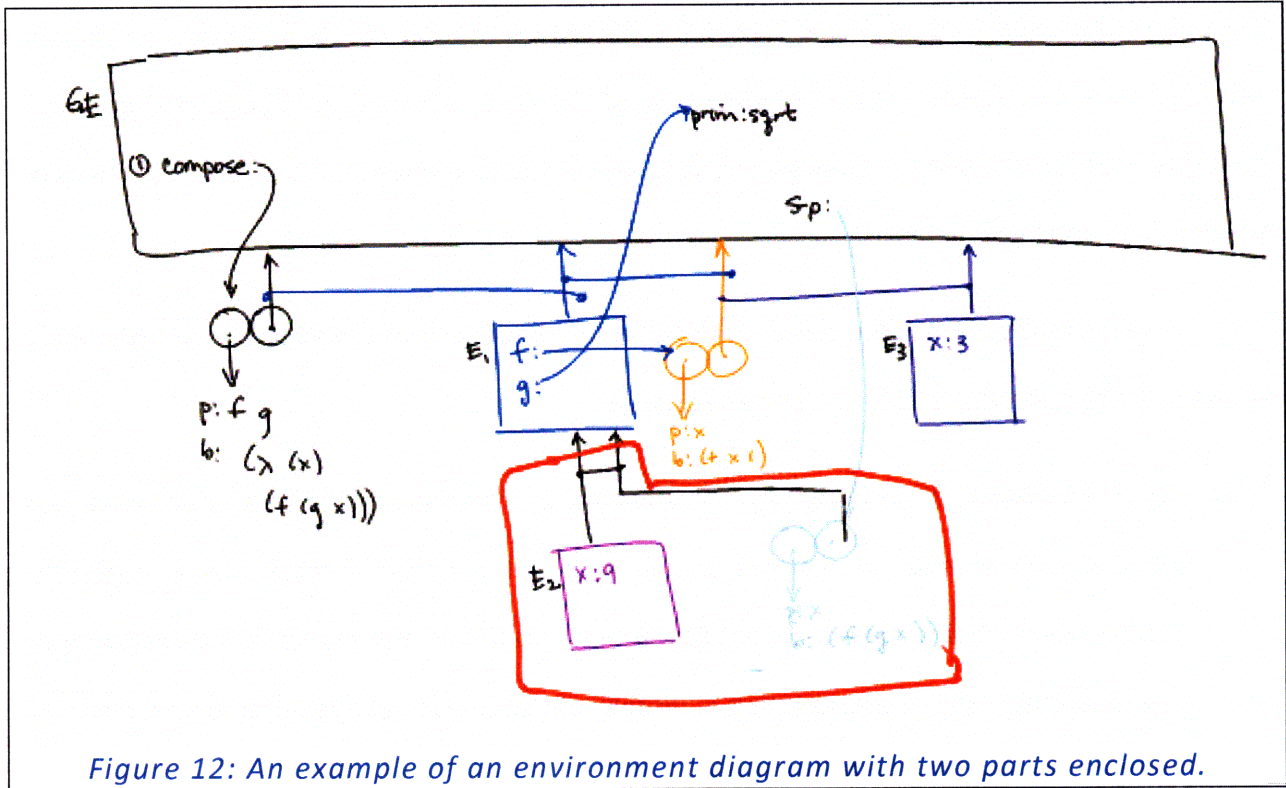 GE
prim:sqrt
① compose:
sp:
E₁
f:
g:
E₃
x:3
p: f g
b: (λ (x)
(f (g x)))
p: x
b: (+ x 1)
E₂
x:9
p: x
b: (f (g x))
Figure 12: An example of an environment diagram with two parts enclosed.